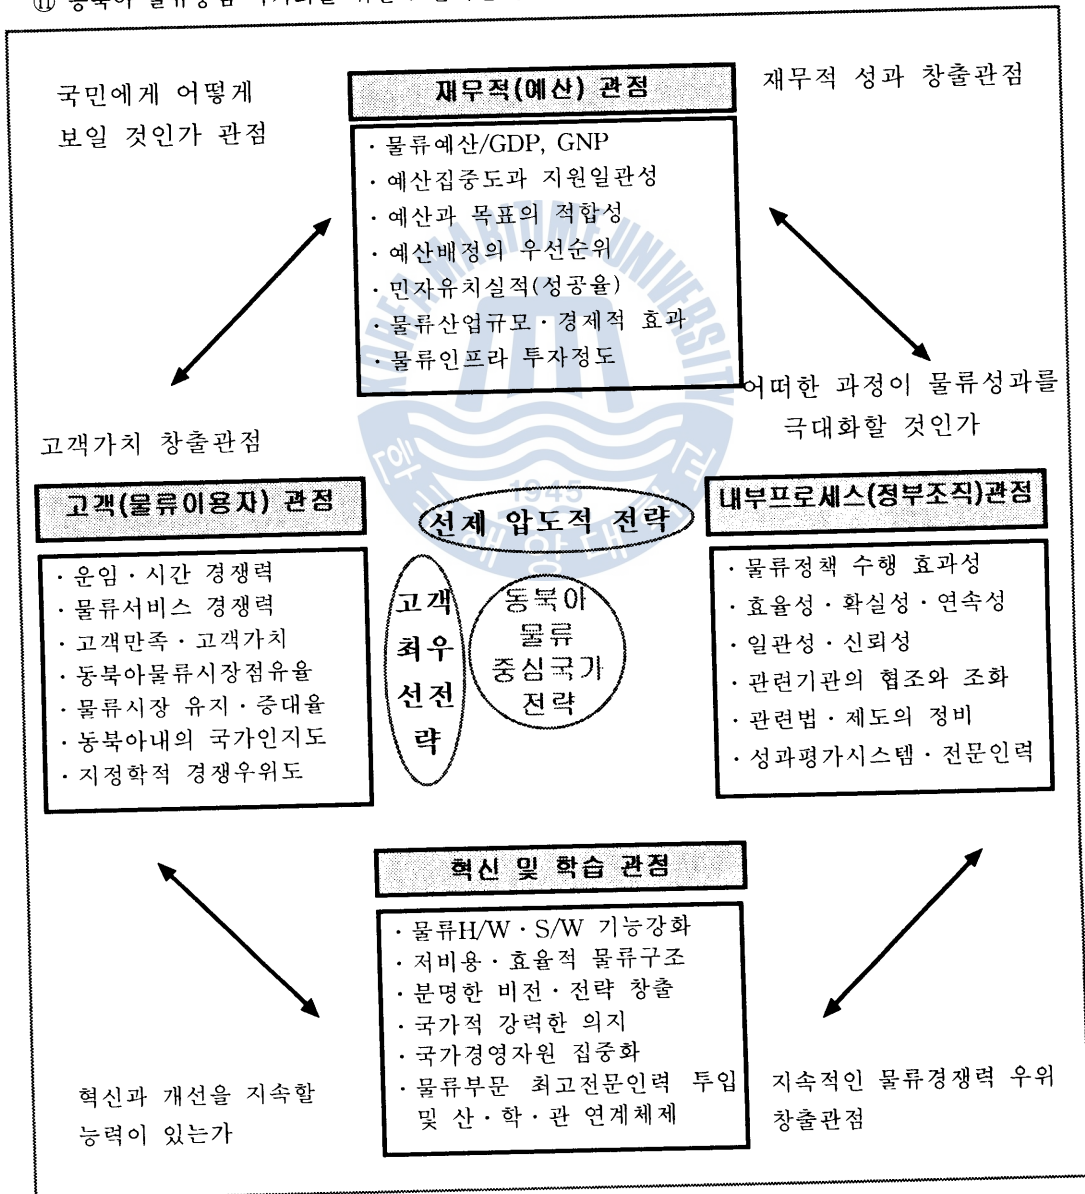 국민에게 어떻게
보일 것인가 관점
재무적(예산) 관점
재무적 성과 창출관점
· 물류예산/GDP, GNP
· 예산집중도과 지원일관성
· 예산과 목표의 적합성
· 예산배정의 우선순위
· 민자유치실적(성공율)
· 물류산업규모 · 경제적 효과
· 물류인프라 투자정도
어떠한 과정이 물류성과를
극대화할 것인가
고객가치 창출관점
고객(물류이용자) 관점
· 운임 · 시간 경쟁력
· 물류서비스 경쟁력
· 고객만족 · 고객가치
· 동북아물류시장점유율
· 물류시장 유지 · 증대율
· 동북아내의 국가인지도
· 지정학적 경쟁우위도
선제 압도적 전략
고객
최우
선전
략
동북아
물류
중심국가
전략
내부프로세스(정부조직)관점
· 물류정책 수행 효과성
· 효율성 · 확실성 · 연속성
· 일관성 · 신뢰성
· 관련기관의 협조와 조화
· 관련법 · 제도의 정비
· 성과평가시스템 · 전문인력
혁신 및 학습 관점
· 물류H/W · S/W 기능강화
· 저비용 · 효율적 물류구조
· 분명한 비전 · 전략 창출
· 국가적 강력한 의지
· 국가경영자원 집중화
· 물류부문 최고전문인력 투입
및 산 · 학 · 관 연계체제
혁신과 개선을 지속할
능력이 있는가
지속적인 물류경쟁력 우위
창출관점
KOREA MARITIME UNIVERSITY
1945
한국해양대학교